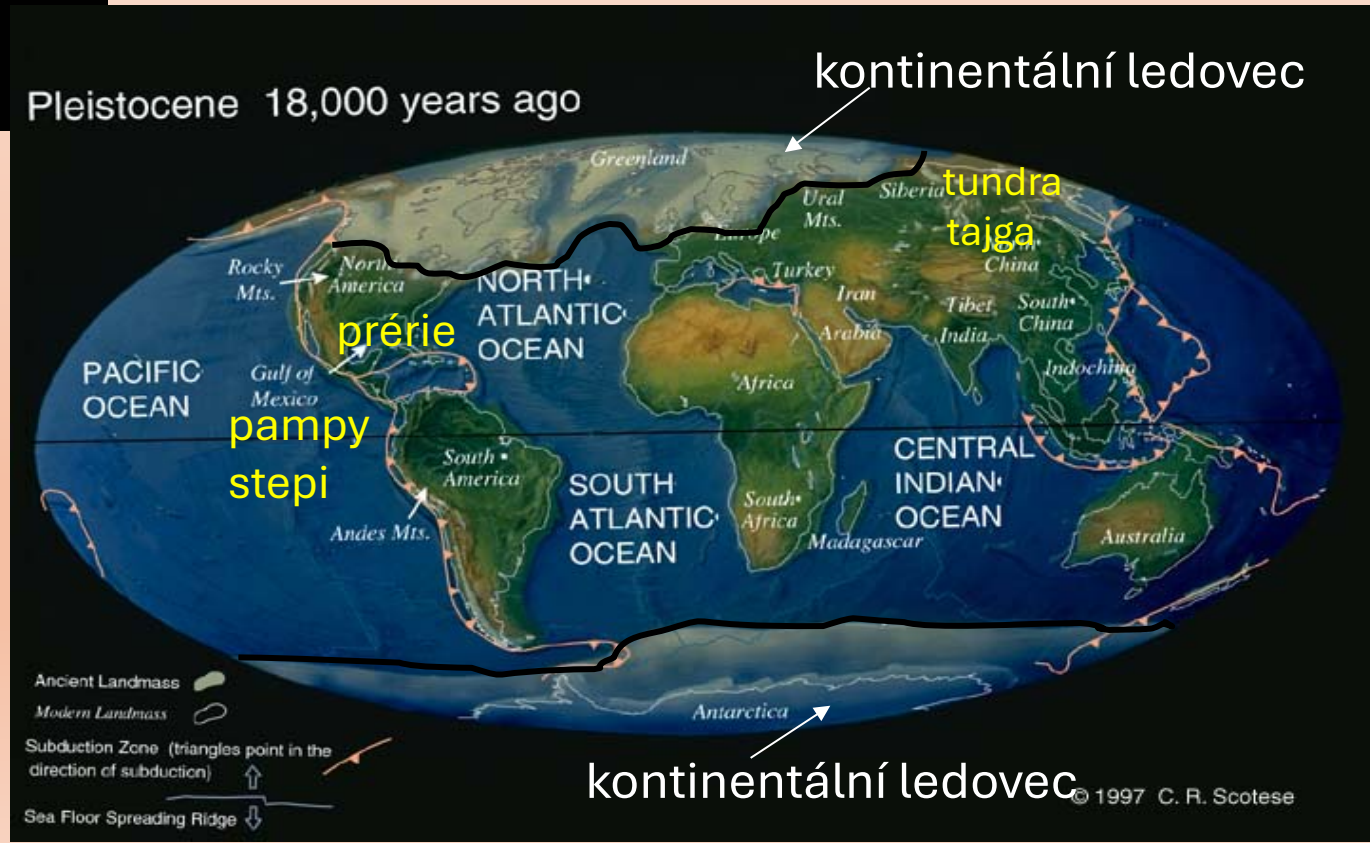 kontinentální ledovec
Pleistocene 18,000 years ago
Greenland
tundra
tajga
Siberia
Ural
Mts.
Europe
North
China
Rocky
Mts.
North
America
NORTH
ATLANTIC
OCEAN
Turkey
Iran
Tibet
South
China
Arabia
India
prérie
PACIFIC
OCEAN
Gulf of
Mexico
Africa
Indochina
pampy
stepi
South
America
CENTRAL
INDIAN
OCEAN
SOUTH
ATLANTIC
OCEAN
South
Africa
Andes Mts.
Madagascar
Australia
Ancient Landmass
Modern Landmass
Antarctica
Subduction Zone (triangles point in the
direction of subduction)
Sea Floor Spreading Ridge
kontinentální ledovec
© 1997 C. R. Scotese